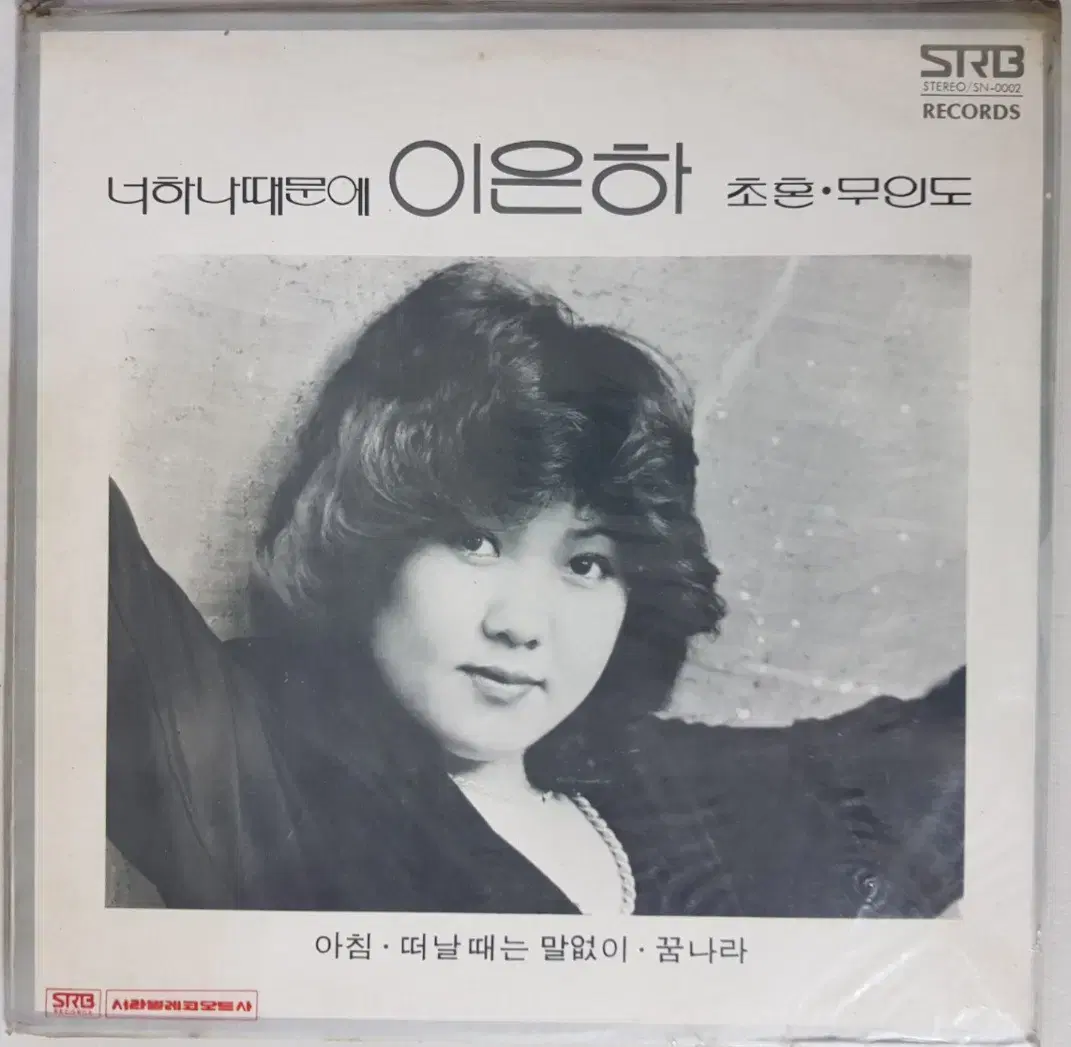 SRB
STEREO/SN-0002
RECORDS
너하나때문에 이은하 초혼·무인도
아침·떠날때는 말없이·꿈나라
SRB
RECORDS
서라벌레코오드사